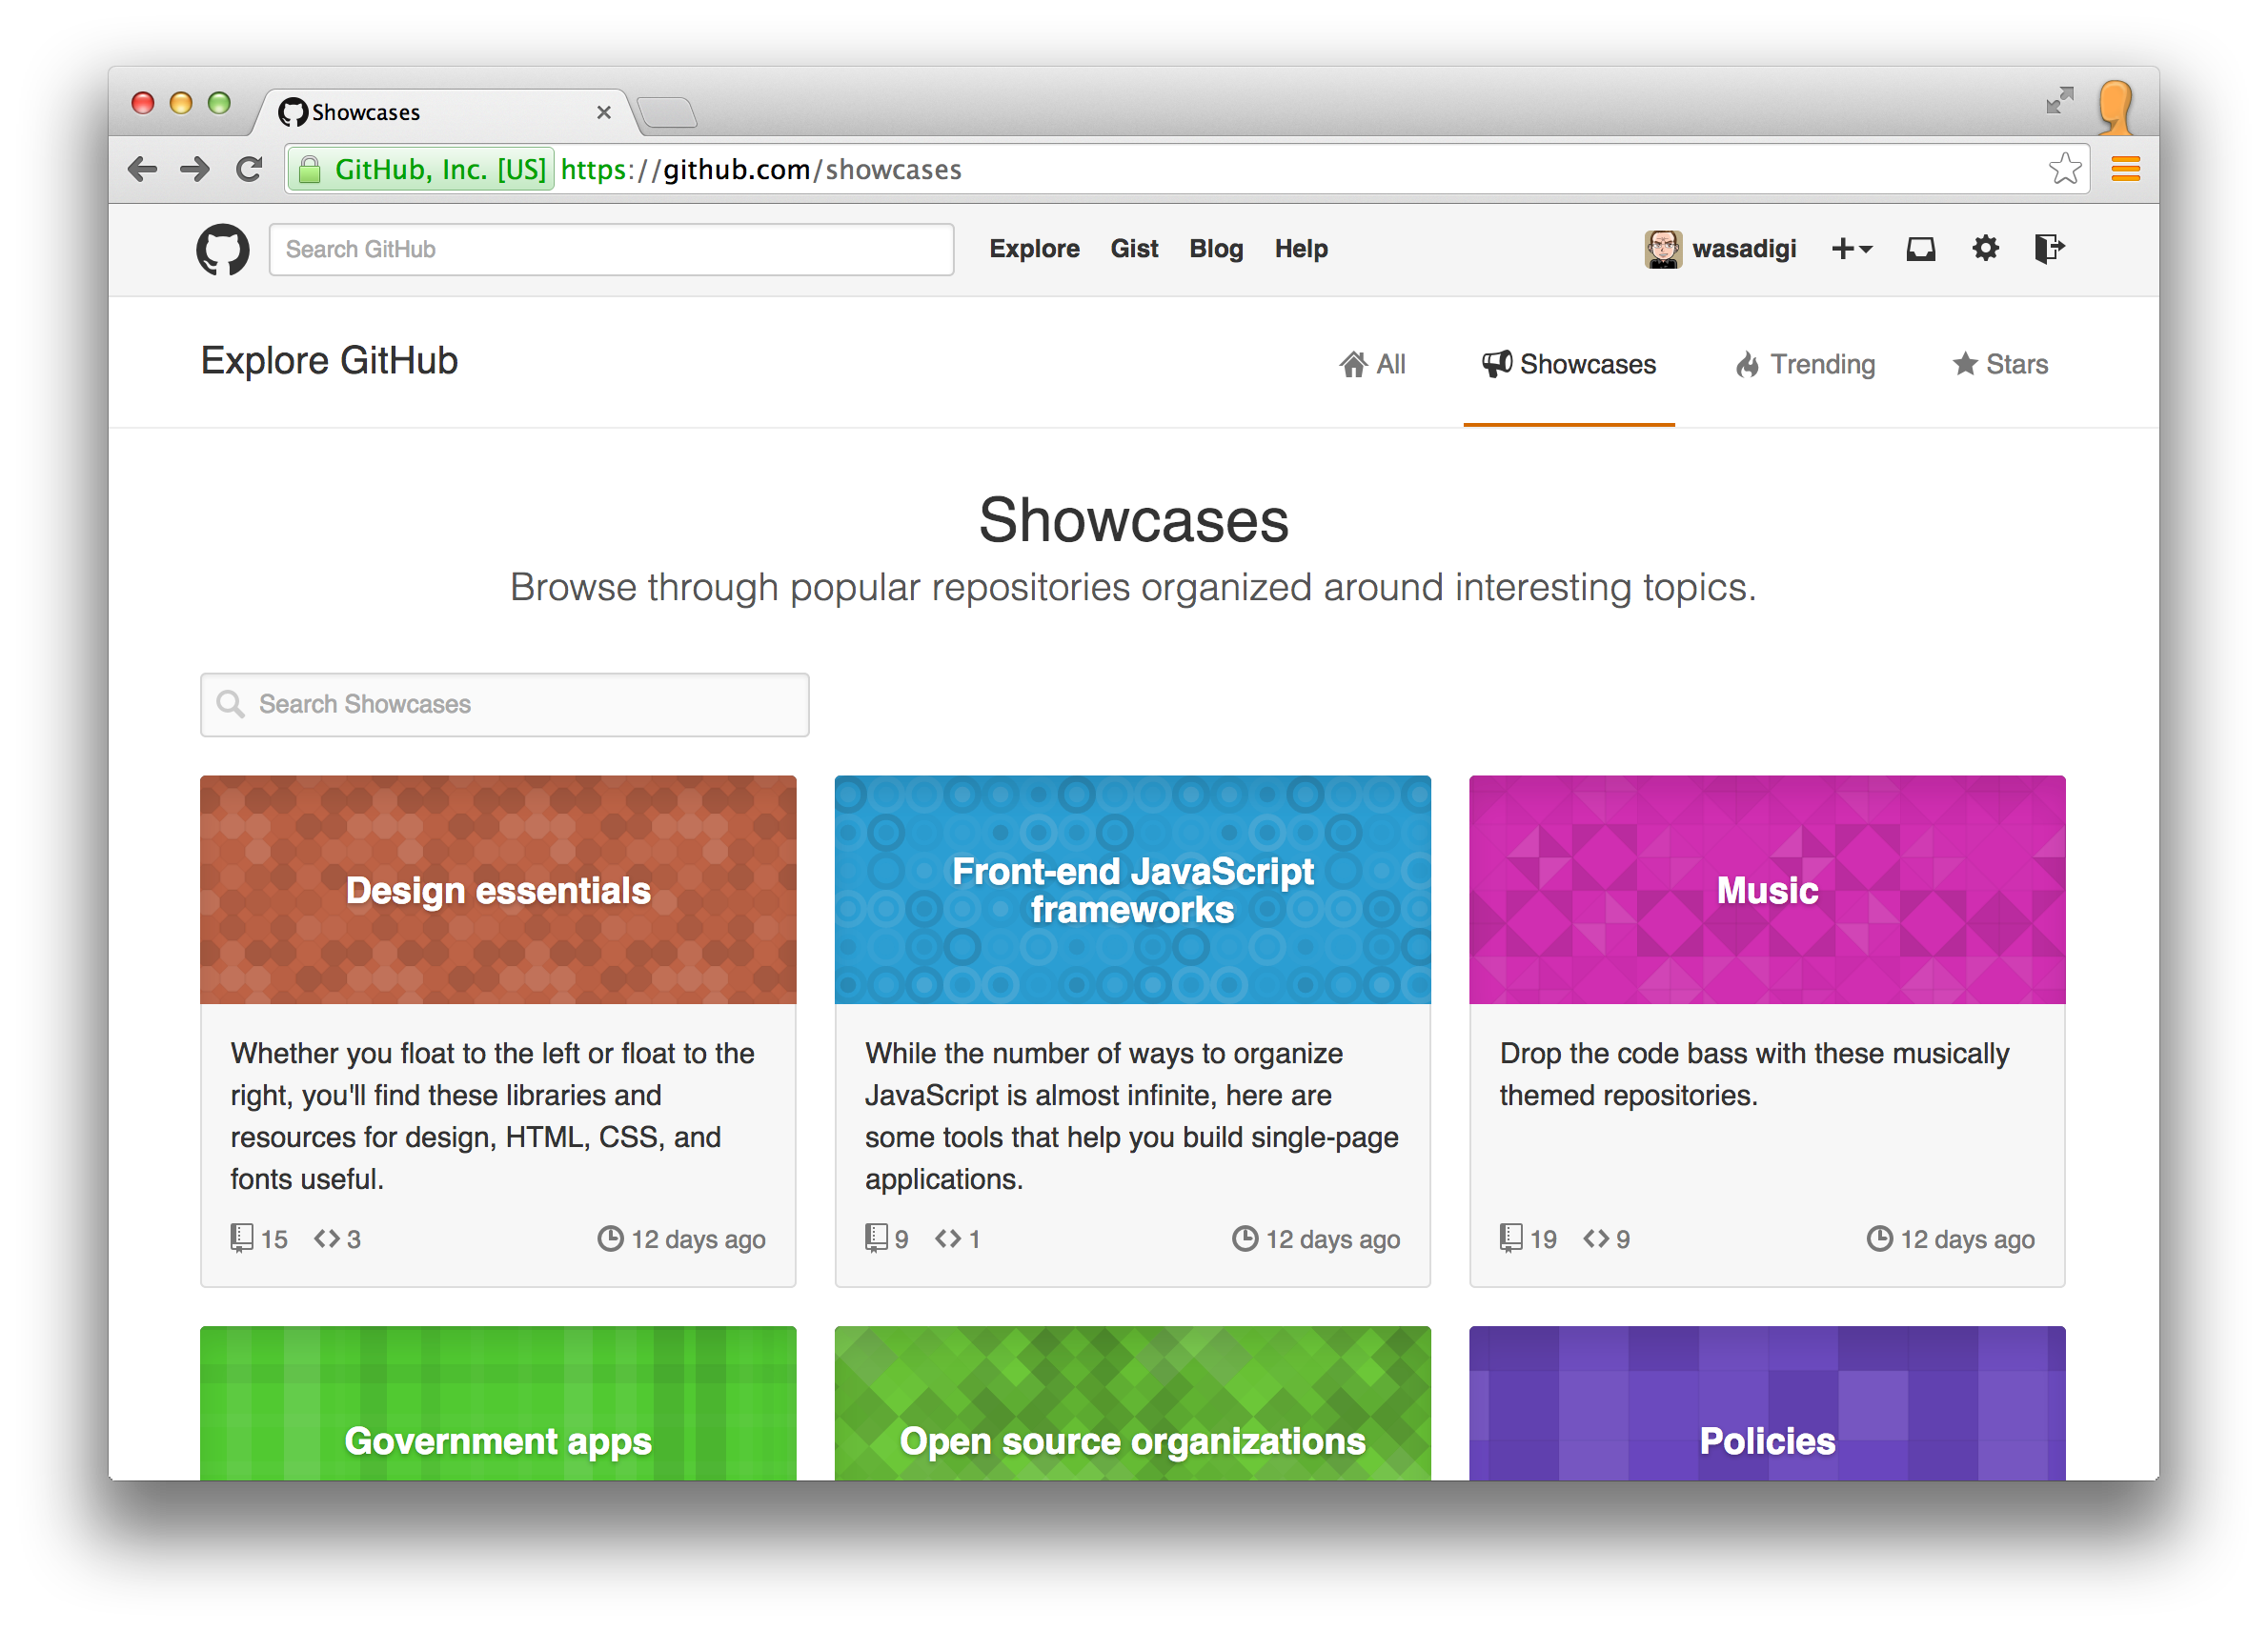 Showcases
GitHub, Inc. [US] https://github.com/showcases
Search GitHub
Explore Gist Blog Help
wasadigi
Explore GitHub
All Showcases Trending Stars
Showcases
Browse through popular repositories organized around interesting topics.
Search Showcases
Design essentials
Whether you float to the left or float to the
right, you'll find these libraries and
resources for design, HTML, CSS, and
fonts useful.
15 3 12 days ago
Front-end JavaScript
frameworks
While the number of ways to organize
JavaScript is almost infinite, here are
some tools that help you build single-page
applications.
9 1 12 days ago
Music
Drop the code bass with these musically
themed repositories.
19 9 12 days ago
Government apps
Open source organizations
Policies